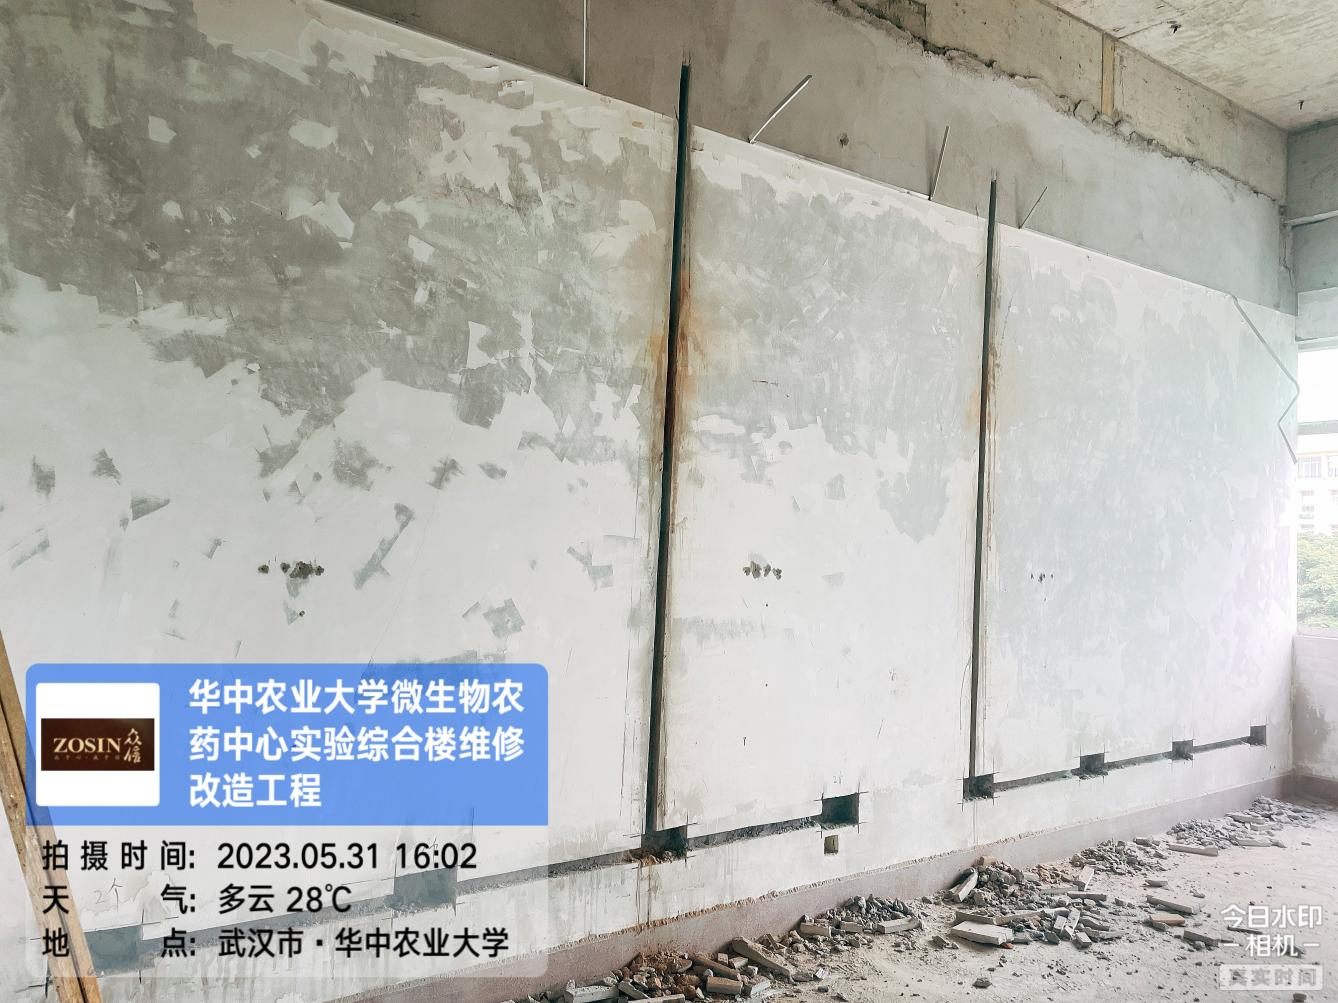 华中农业大学微生物农
药中心实验综合楼维修
改造工程
ZOSIN 众信
拍摄时间: 2023.05.31 16:02
天气: 多云 28℃
地点: 武汉市·华中农业大学
2个
今日水印
相机
真实时间